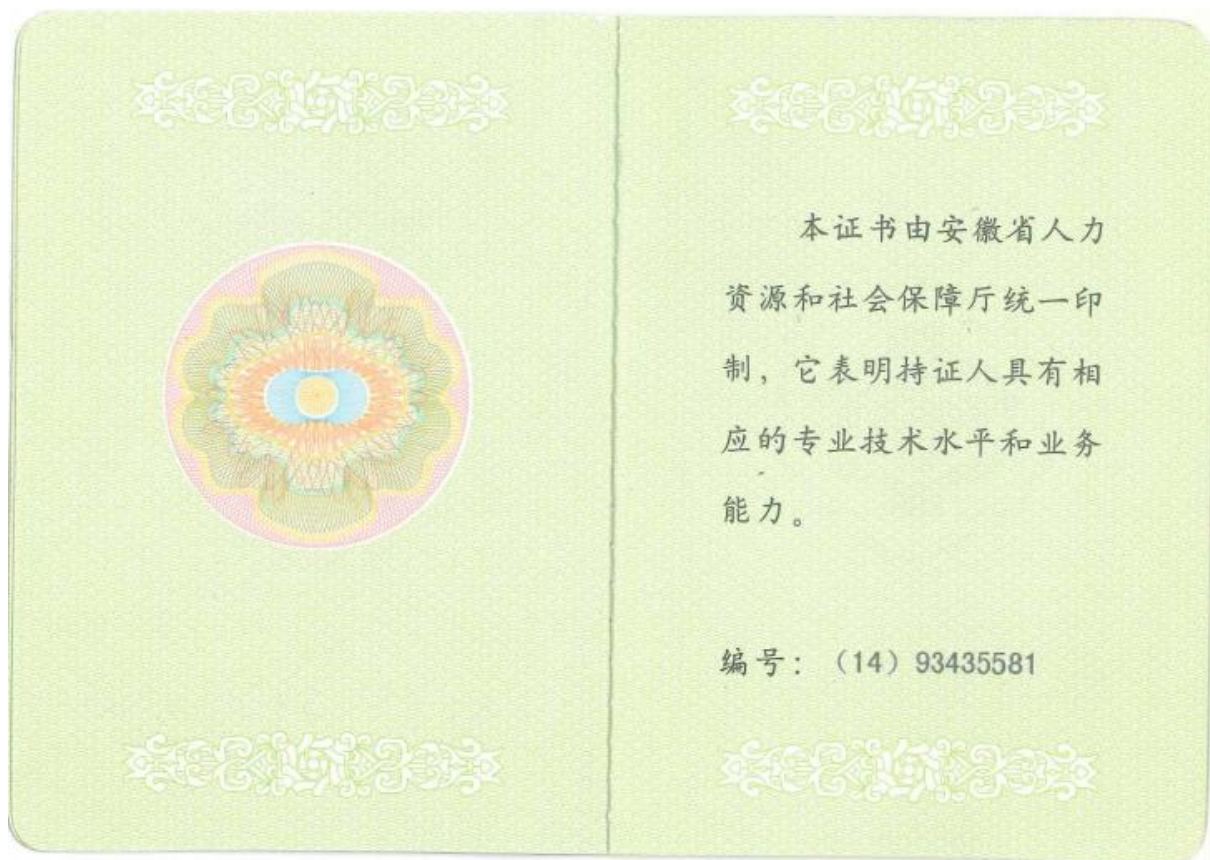 本证书由安徽省人力
资源和社会保障厅统一印
制，它表明持证人具有相
应的专业技术水平和业务
能力。
编号：（14）93435581